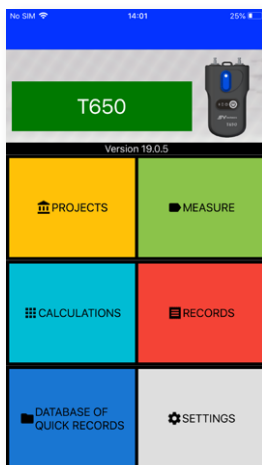 No SIM 14:01 25%
T650
Version 19.0.5
PROJECTS
MEASURE
CALCULATIONS
RECORDS
DATABASE OF
QUICK RECORDS
SETTINGS